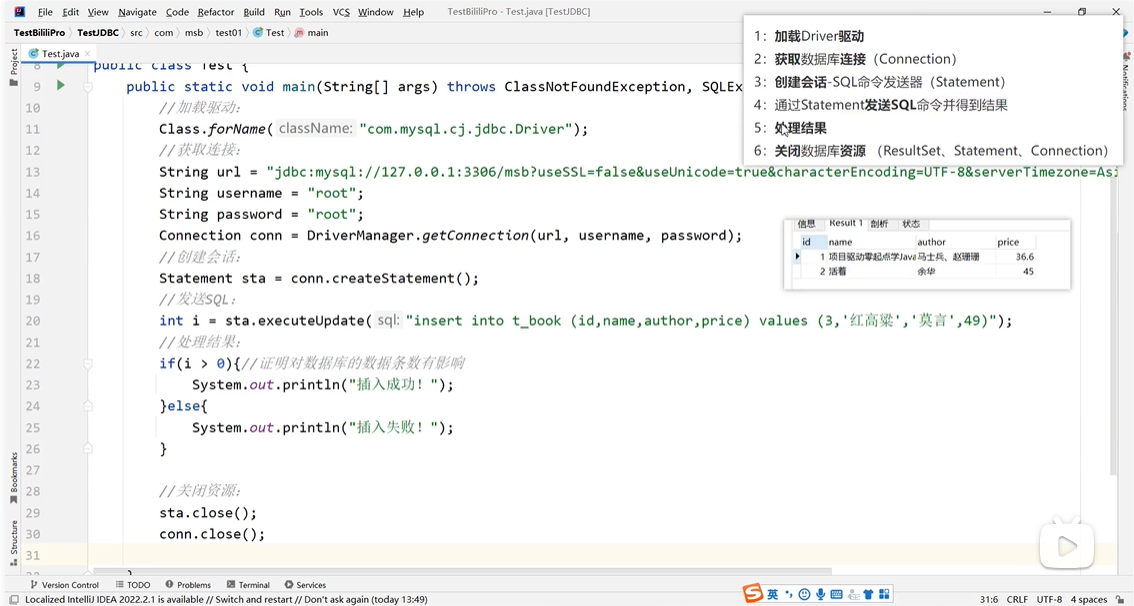 File Edit View Navigate Code Refactor Build Run Tools VCS Window Help TestBililiPro - Test.java [TestJDBC]
TestBililiPro TestJDBC src com msb test01 Test main
Test.java
Project
Notifications
1：加载Driver驱动
2：获取数据库连接（Connection）
3：创建会话-SQL命令发送器（Statement）
4：通过Statement发送SQL命令并得到结果
5：处理结果
6：关闭数据库资源 （ResultSet、Statement、Connection）
8 public class Test {
9 public static void main(String[] args) throws ClassNotFoundException, SQLEx
10 //加载驱动：
11 Class.forName( className: "com.mysql.cj.jdbc.Driver");
12 //获取连接：
13 String url = "jdbc:mysql://127.0.0.1:3306/msb?useSSL=false&useUnicode=true&characterEncoding=UTF-8&serverTimezone=Asi
14 String username = "root";
15 String password = "root";
16 Connection conn = DriverManager.getConnection(url, username, password);
17 //创建会话：
18 Statement sta = conn.createStatement();
19 //发送SQL：
20 int i = sta.executeUpdate( sql: "insert into t_book (id,name,author,price) values (3,'红高粱','莫言',49)");
21 //处理结果：
22 if(i > 0){//证明对数据库的数据条数有影响
23 System.out.println("插入成功！");
24 }else{
25 System.out.println("插入失败！");
26 }
27
28 //关闭资源：
29 sta.close();
30 conn.close();
31
}
信息 Result 1 剖析 状态
id name author price
1 项目驱动零起点学Java 马士兵、赵珊珊 36.6
2 活着 余华 45
Bookmarks
Structure
Version Control TODO Problems Terminal Services
英
Localized IntelliJ IDEA 2022.2.1 is available // Switch and restart // Don't ask again (today 13:49) 31:6 CRLF UTF-8 4 spaces